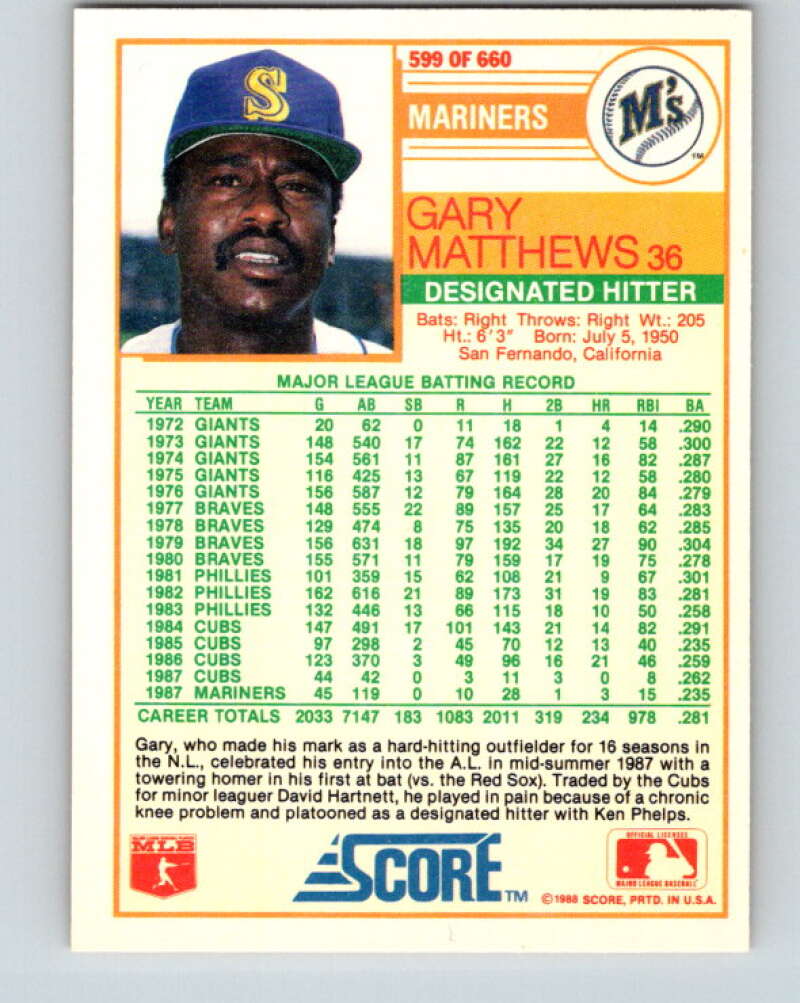 S
599 OF 660
MARINERS
M's
TM
GARY
MATTHEWS 36
DESIGNATED HITTER
Bats: Right Throws: Right Wt.: 205
Ht.: 6'3" Born: July 5, 1950
San Fernando, California
MAJOR LEAGUE BATTING RECORD
YEAR TEAM G AB SB R H 2B HR RBI BA
1972 GIANTS 20 62 0 11 18 1 4 14 .290
1973 GIANTS 148 540 17 74 162 22 12 58 .300
1974 GIANTS 154 561 11 87 161 27 16 82 .287
1975 GIANTS 116 425 13 67 119 22 12 58 .280
1976 GIANTS 156 587 12 79 164 28 20 84 .279
1977 BRAVES 148 555 22 89 157 25 17 64 .283
1978 BRAVES 129 474 8 75 135 20 18 62 .285
1979 BRAVES 156 631 18 97 192 34 27 90 .304
1980 BRAVES 155 571 11 79 159 17 19 75 .278
1981 PHILLIES 101 359 15 62 108 21 9 67 .301
1982 PHILLIES 162 616 21 89 173 31 19 83 .281
1983 PHILLIES 132 446 13 66 115 18 10 50 .258
1984 CUBS 147 491 17 101 143 21 14 82 .291
1985 CUBS 97 298 2 45 70 12 13 40 .235
1986 CUBS 123 370 3 49 96 16 21 46 .259
1987 CUBS 44 42 0 3 11 3 0 8 .262
1987 MARINERS 45 119 0 10 28 1 3 15 .235
CAREER TOTALS 2033 7147 183 1083 2011 319 234 978 .281
Gary, who made his mark as a hard-hitting outfielder for 16 seasons in
the N.L., celebrated his entry into the A.L. in mid-summer 1987 with a
towering homer in his first at bat (vs. the Red Sox). Traded by the Cubs
for minor leaguer David Hartnett, he played in pain because of a chronic
knee problem and platooned as a designated hitter with Ken Phelps.
MLB
SCORE TM
OFFICIAL LICENSEE
MAJOR LEAGUE BASEBALL
©1988 SCORE, PRTD. IN U.S.A.